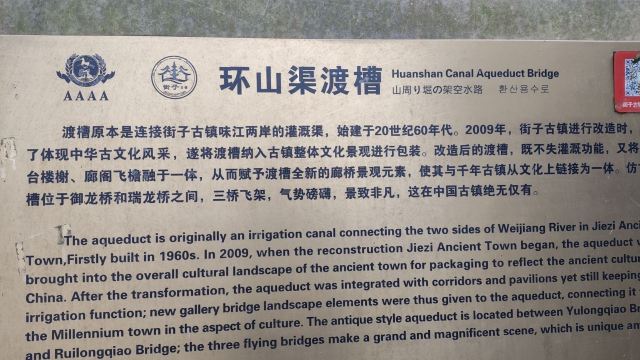 AAAA
街子古镇
环山渠渡槽
Huanshan Canal Aqueduct Bridge
山周り堀の架空水路 환산용수로
渡槽原本是连接街子古镇味江两岸的灌溉渠，始建于20世纪60年代。2009年，街子古镇进行改造时，
了体现中华古文化风采，遂将渡槽纳入古镇整体文化景观进行包装。改造后的渡槽，既不失灌溉功能，又将
台楼榭、廊阁飞檐融于一体，从而赋予渡槽全新的廊桥景观元素，使其与千年古镇从文化上链接为一体。仿
槽位于御龙桥和瑞龙桥之间，三桥飞架，气势磅礴，景致非凡，这在中国古镇绝无仅有。
The aqueduct is originally an irrigation canal connecting the two sides of Weijiang River in Jiezi Anci
Town,Firstly built in 1960s. In 2009, when the reconstruction Jiezi Ancient Town began, the aqueduct w
brought into the overall cultural landscape of the ancient town for packaging to reflect the ancient cultur
China. After the transformation, the aqueduct was integrated with corridors and pavilions yet still keeping
irrigation function; new gallery bridge landscape elements were thus given to the aqueduct, connecting it
the Millennium town in the aspect of culture. The antique style aqueduct is located between Yulongqiao Br
and Ruilongqiao Bridge; the three flying bridges make a grand and magnificent scene, which is unique an